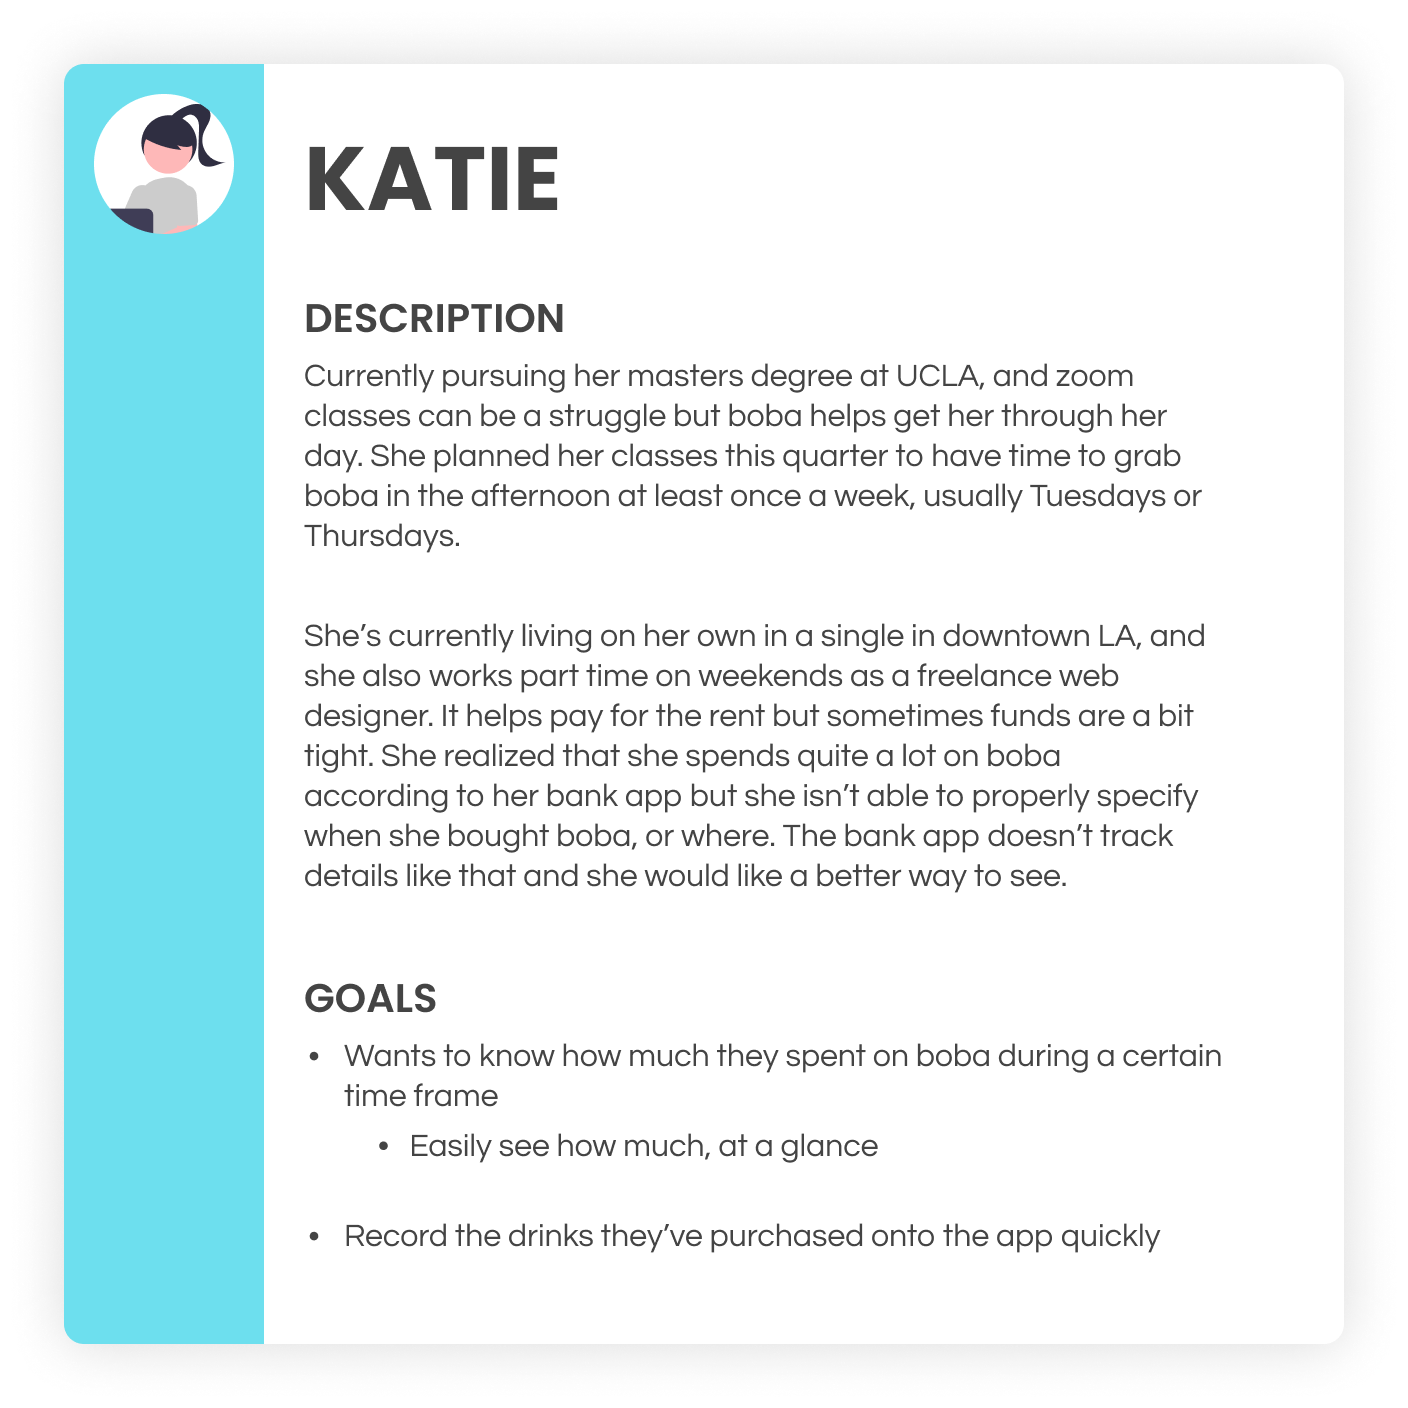 KATIE
DESCRIPTION
Currently pursuing her masters degree at UCLA, and zoom
classes can be a struggle but boba helps get her through her
day. She planned her classes this quarter to have time to grab
boba in the afternoon at least once a week, usually Tuesdays or
Thursdays.
She’s currently living on her own in a single in downtown LA, and
she also works part time on weekends as a freelance web
designer. It helps pay for the rent but sometimes funds are a bit
tight. She realized that she spends quite a lot on boba
according to her bank app but she isn’t able to properly specify
when she bought boba, or where. The bank app doesn’t track
details like that and she would like a better way to see.
GOALS
• Wants to know how much they spent on boba during a certain
time frame
• Easily see how much, at a glance
• Record the drinks they’ve purchased onto the app quickly